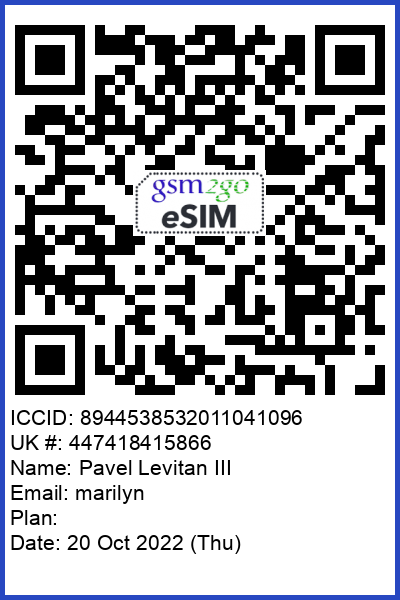 gsm2go
eSIM
ICCID: 8944538532011041096
UK #: 447418415866
Name: Pavel Levitan III
Email: marilyn
Plan:
Date: 20 Oct 2022 (Thu)